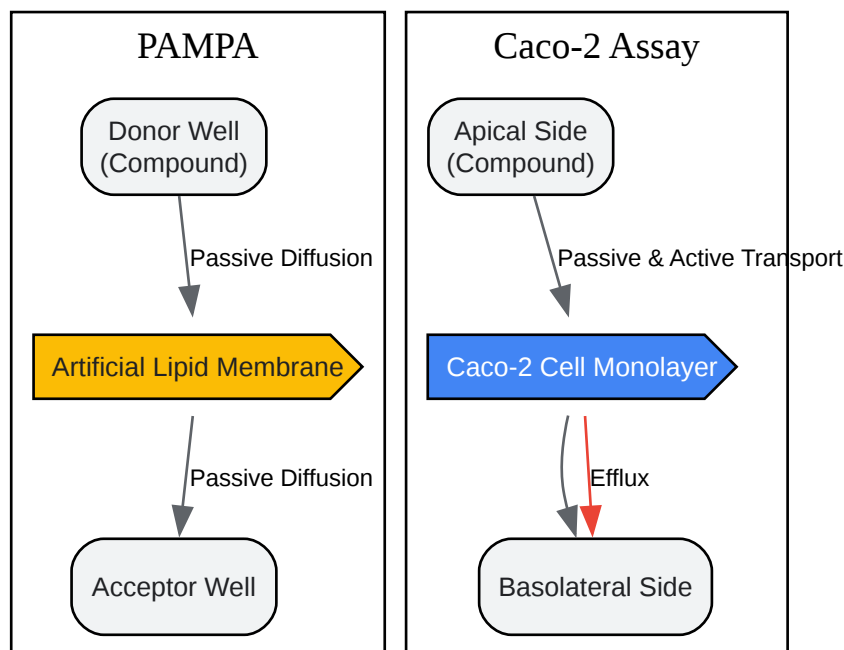 PAMPA
Donor Well
(Compound)
Passive Diffusion
Artificial Lipid Membrane
Passive Diffusion
Acceptor Well
Caco-2 Assay
Apical Side
(Compound)
Passive & Active Transport
Caco-2 Cell Monolayer
Efflux
Basolateral Side